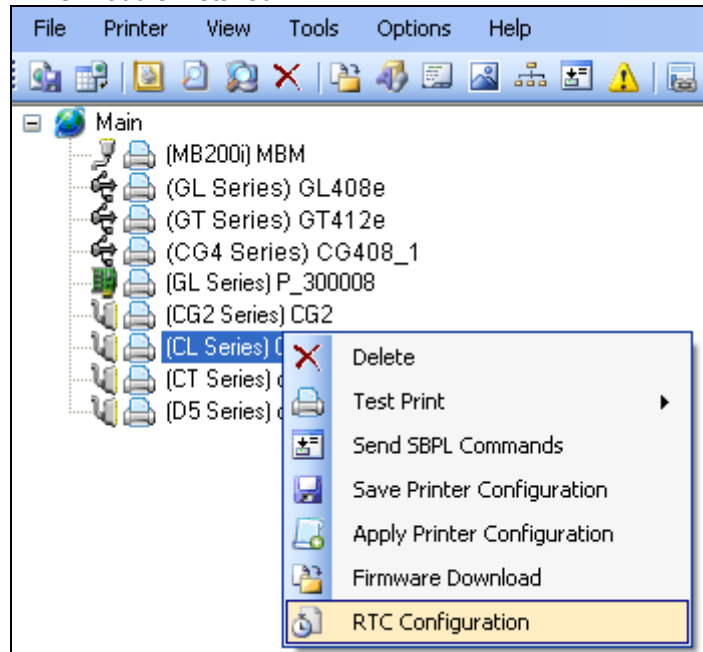 File Printer View Tools Options Help
Main
(MB200i) MBM
(GL Series) GL408e
(GT Series) GT412e
(CG4 Series) CG408_1
(GL Series) P_300008
(CG2 Series) CG2
(CL Series)
(CT Series)
(D5 Series)
Delete
Test Print
Send SBPL Commands
Save Printer Configuration
Apply Printer Configuration
Firmware Download
RTC Configuration